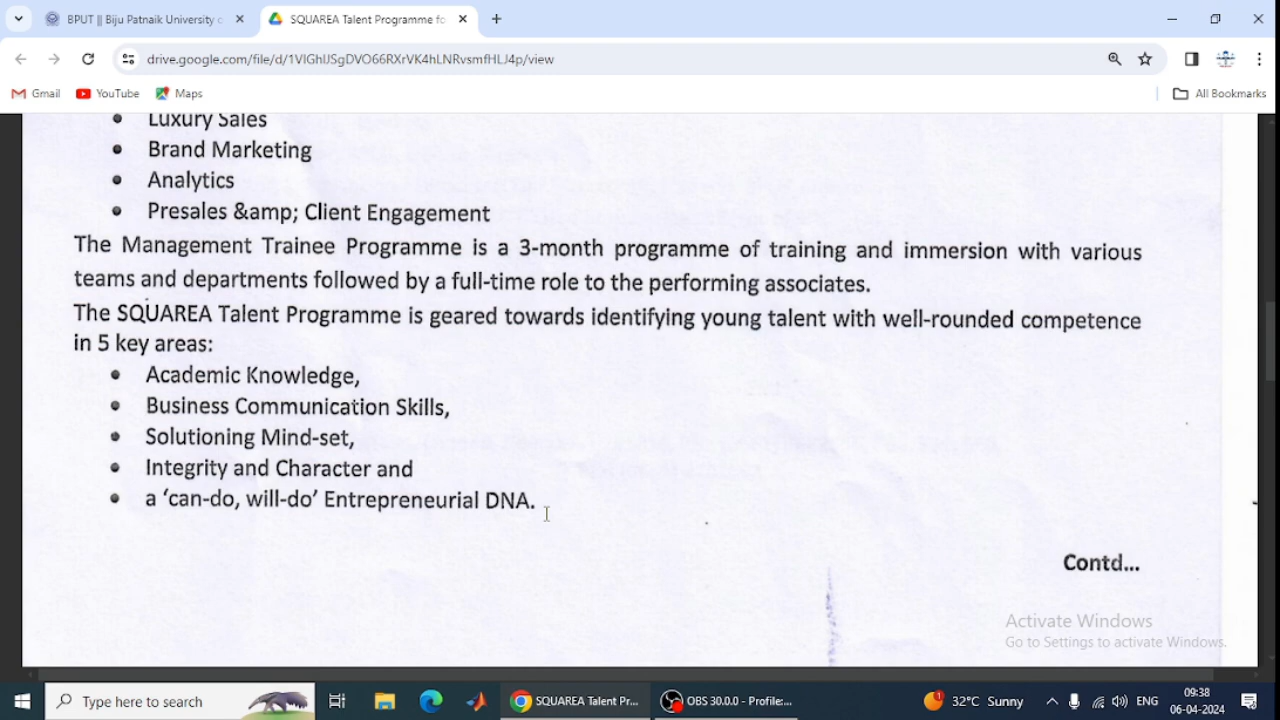 BPUT || Biju Patnaik University o
SQUAREA Talent Programme fo
drive.google.com/file/d/1VIGhlJSgDVO66RXrVK4hLNRvsmfHLJ4p/view
Gmail
YouTube
Maps
All Bookmarks
• Luxury Sales
• Brand Marketing
• Analytics
• Presales &amp; Client Engagement
The Management Trainee Programme is a 3-month programme of training and immersion with various
teams and departments followed by a full-time role to the performing associates.
The SQUAREA Talent Programme is geared towards identifying young talent with well-rounded competence
in 5 key areas:
• Academic Knowledge,
• Business Communication Skills,
• Solutioning Mind-set,
• Integrity and Character and
• a ‘can-do, will-do’ Entrepreneurial DNA.
Contd...
Activate Windows
Go to Settings to activate Windows.
Type here to search
SQUAREA Talent Pr...
OBS 30.0.0 - Profile:...
1
32°C Sunny
ENG
09:38
06-04-2024